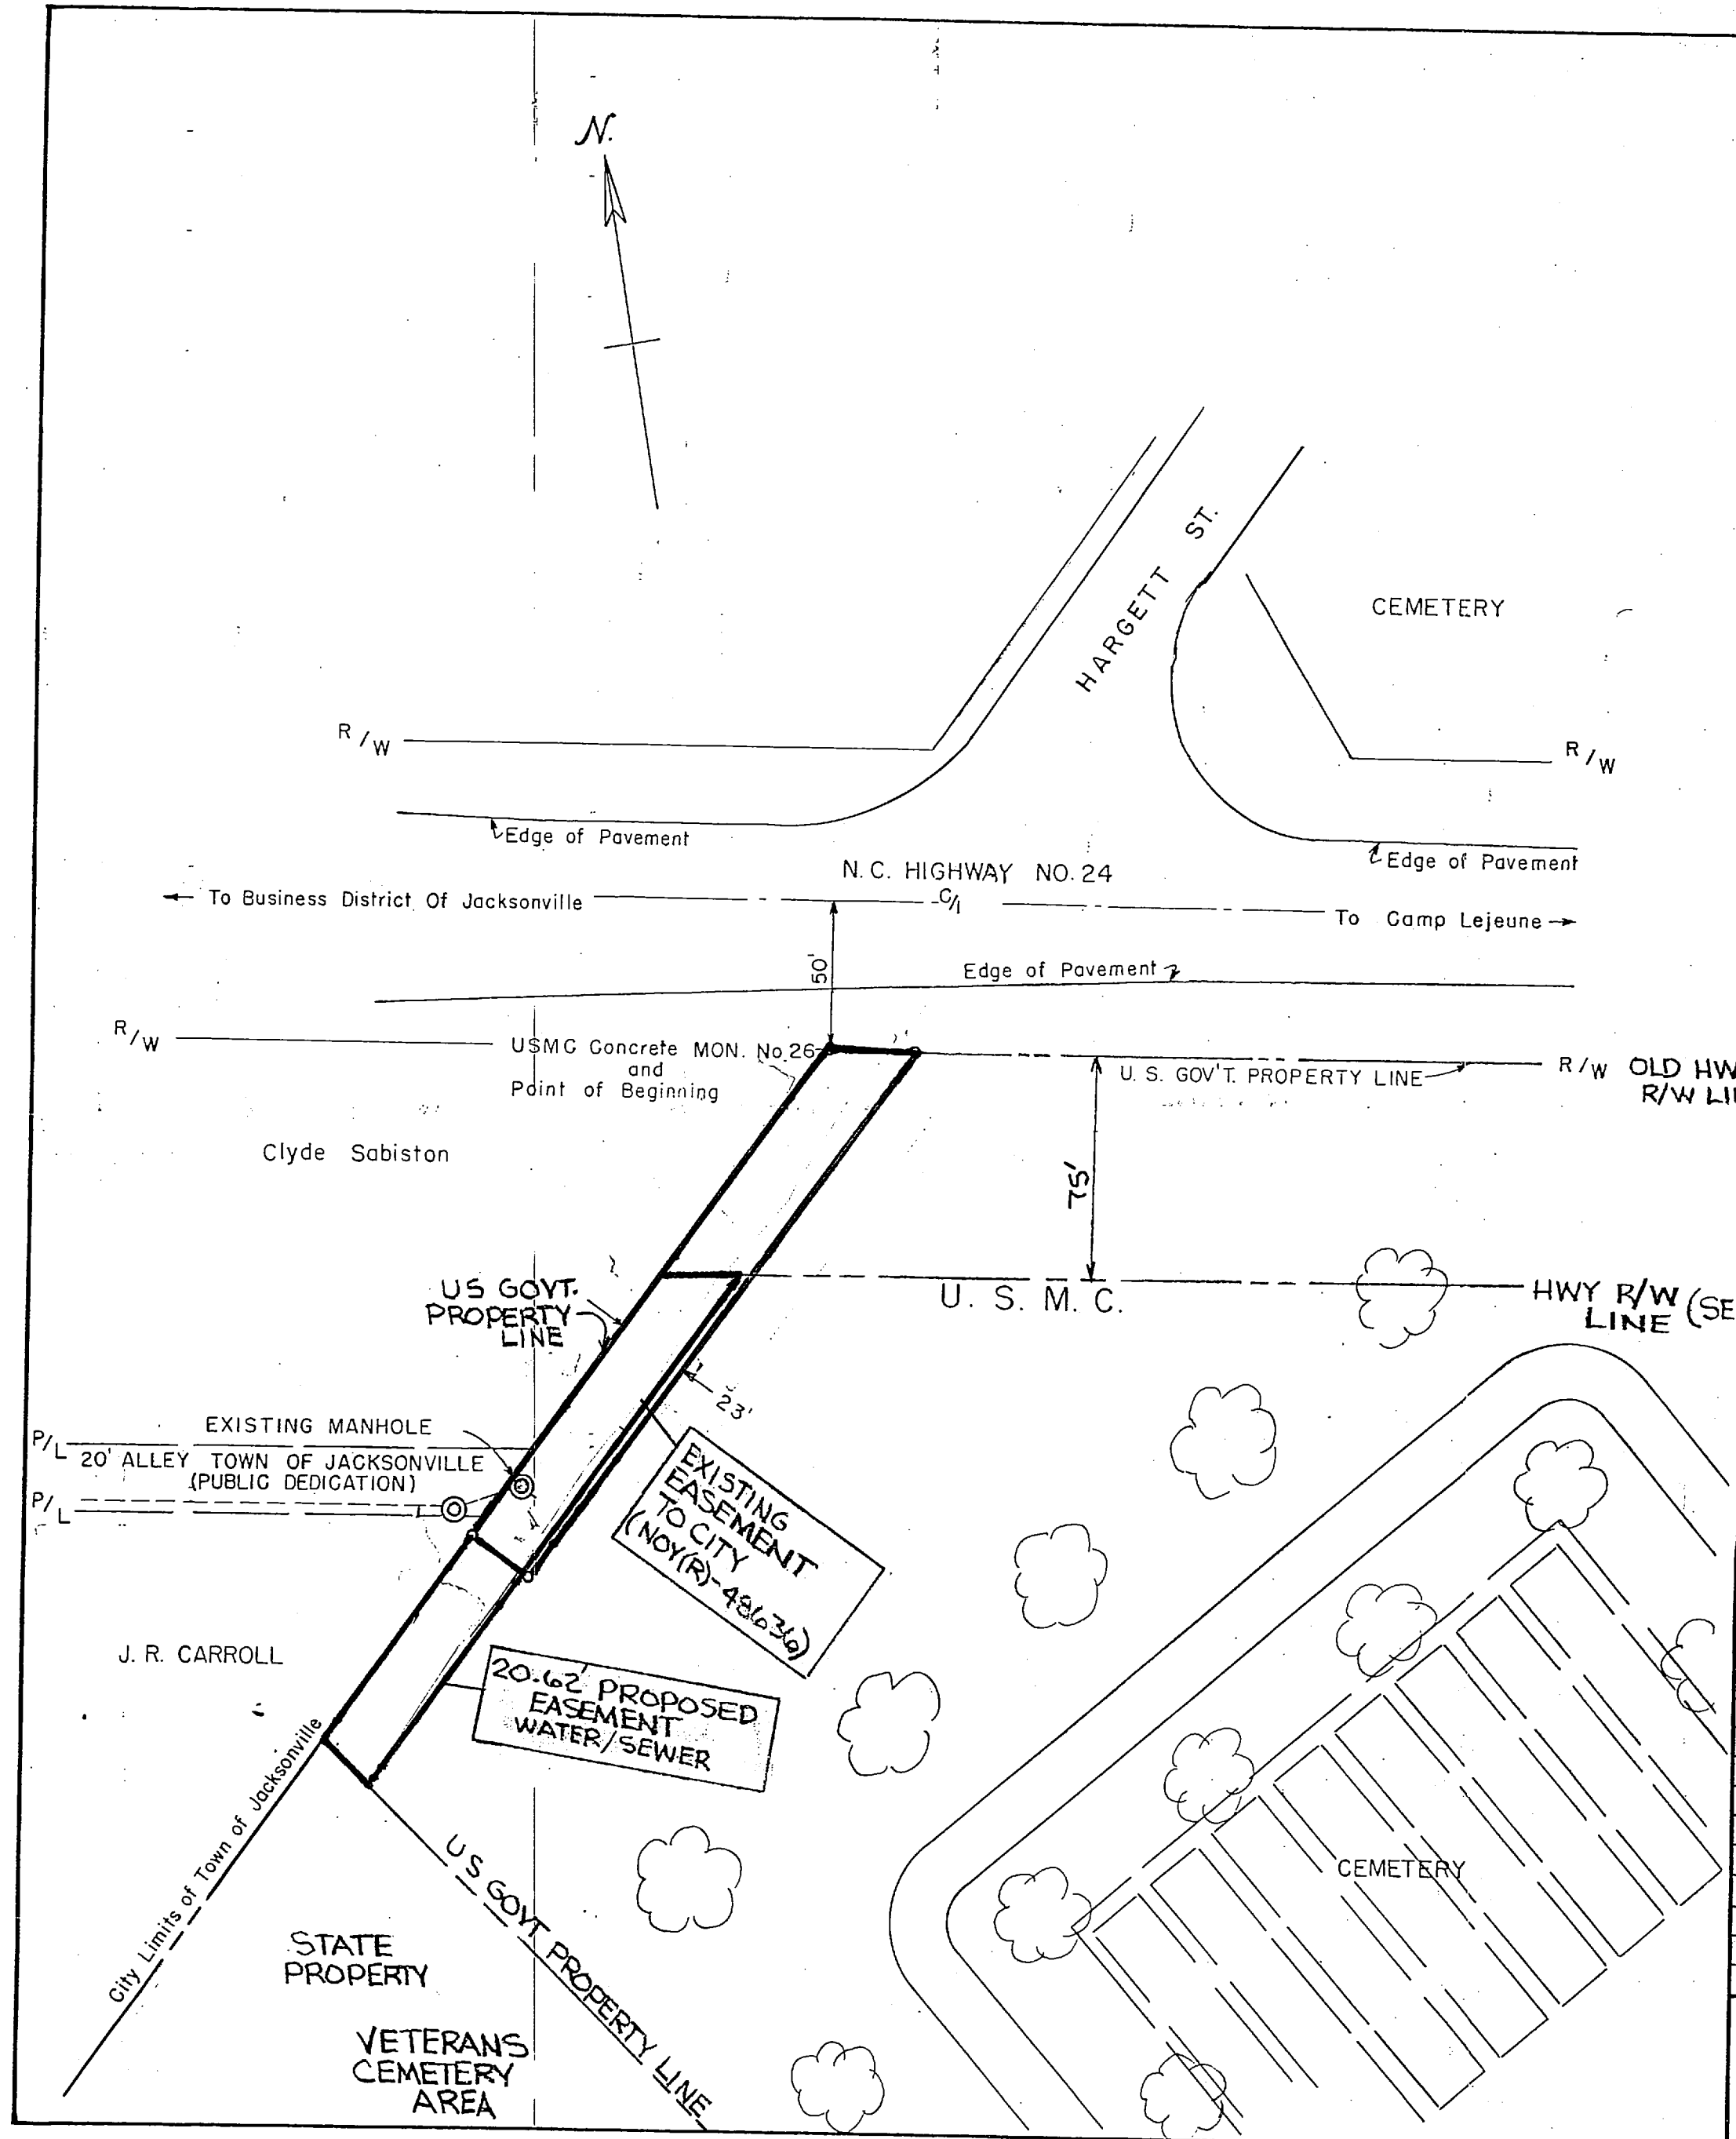 N.
HARGETT ST.
CEMETERY
R/W
R/W
Edge of Pavement
Edge of Pavement
N.C. HIGHWAY NO. 24
← To Business District Of Jacksonville
C/L
To Camp Lejeune →
50'
Edge of Pavement
R/W
USMC Concrete MON. No. 26
and
Point of Beginning
U. S. GOV'T. PROPERTY LINE
R/W
OLD HW
R/W LI
Clyde Sabiston
75'
US GOVT.
PROPERTY
LINE
U. S. M. C.
HWY R/W (SE
LINE
23'
P/L
EXISTING MANHOLE
20' ALLEY TOWN OF JACKSONVILLE
(PUBLIC DEDICATION)
P/L
EXISTING
EASEMENT
TO CITY
(NOY(R)-48636)
J. R. CARROLL
20.62' PROPOSED
EASEMENT
WATER/SEWER
City Limits of Town of Jacksonville
US GOVT PROPERTY LINE
CEMETERY
STATE
PROPERTY
VETERANS
CEMETERY
AREA